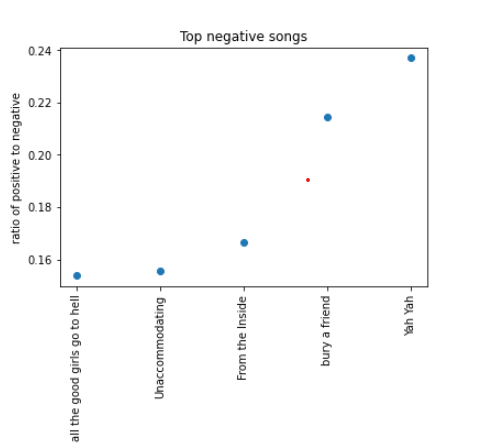 Top negative songs
ratio of positive to negative
0.24
0.22
0.20
0.18
0.16
all the good girls go to hell
Unaccommodating
From the Inside
bury a friend
Yah Yah